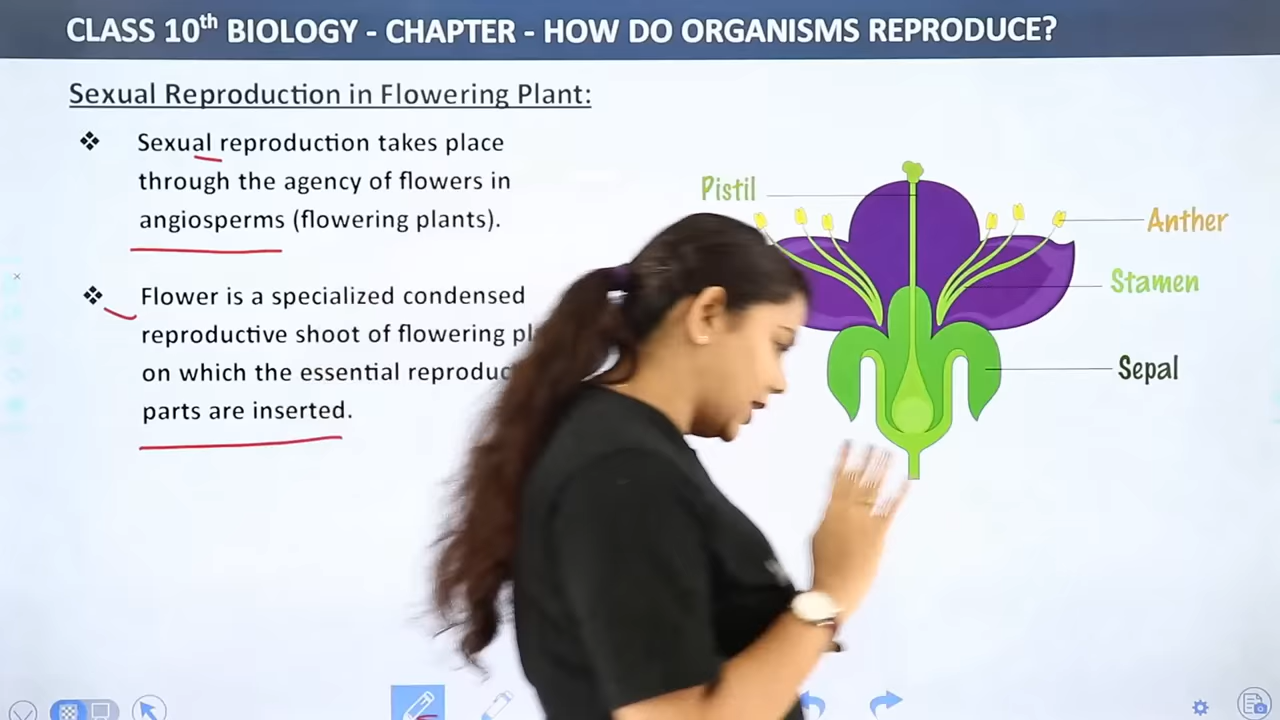 CLASS 10th BIOLOGY - CHAPTER - HOW DO ORGANISMS REPRODUCE?
Sexual Reproduction in Flowering Plant:
❖ Sexual reproduction takes place
through the agency of flowers in
angiosperms (flowering plants).
❖ Flower is a specialized condensed
reproductive shoot of flowering
on which the essential
parts are inserted.
Pistil
Anther
Stamen
Sepal